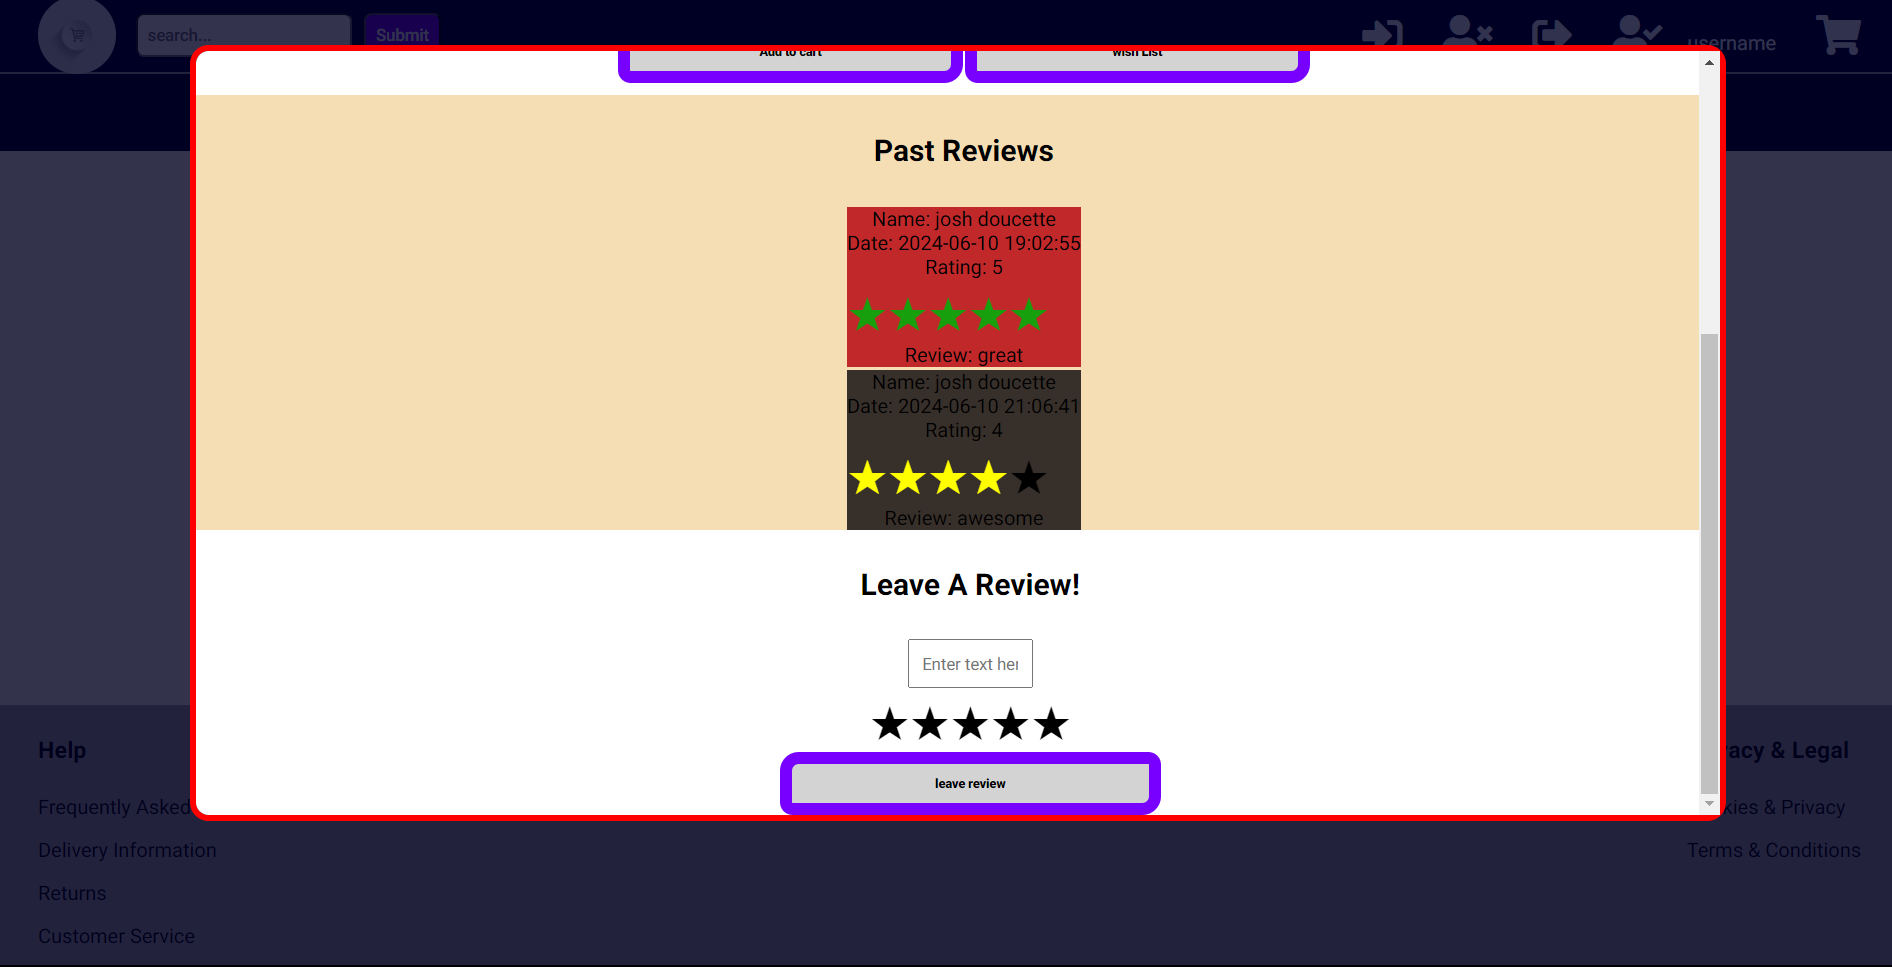 search...
Submit
username
Add to cart
wish List
Past Reviews
Name: josh doucette
Date: 2024-06-10 19:02:55
Rating: 5
Review: great
Name: josh doucette
Date: 2024-06-10 21:06:41
Rating: 4
Review: awesome
Leave A Review!
Enter text her
leave review
Help
Frequently Asked
Delivery Information
Returns
Customer Service
acy & Legal
kies & Privacy
Terms & Conditions